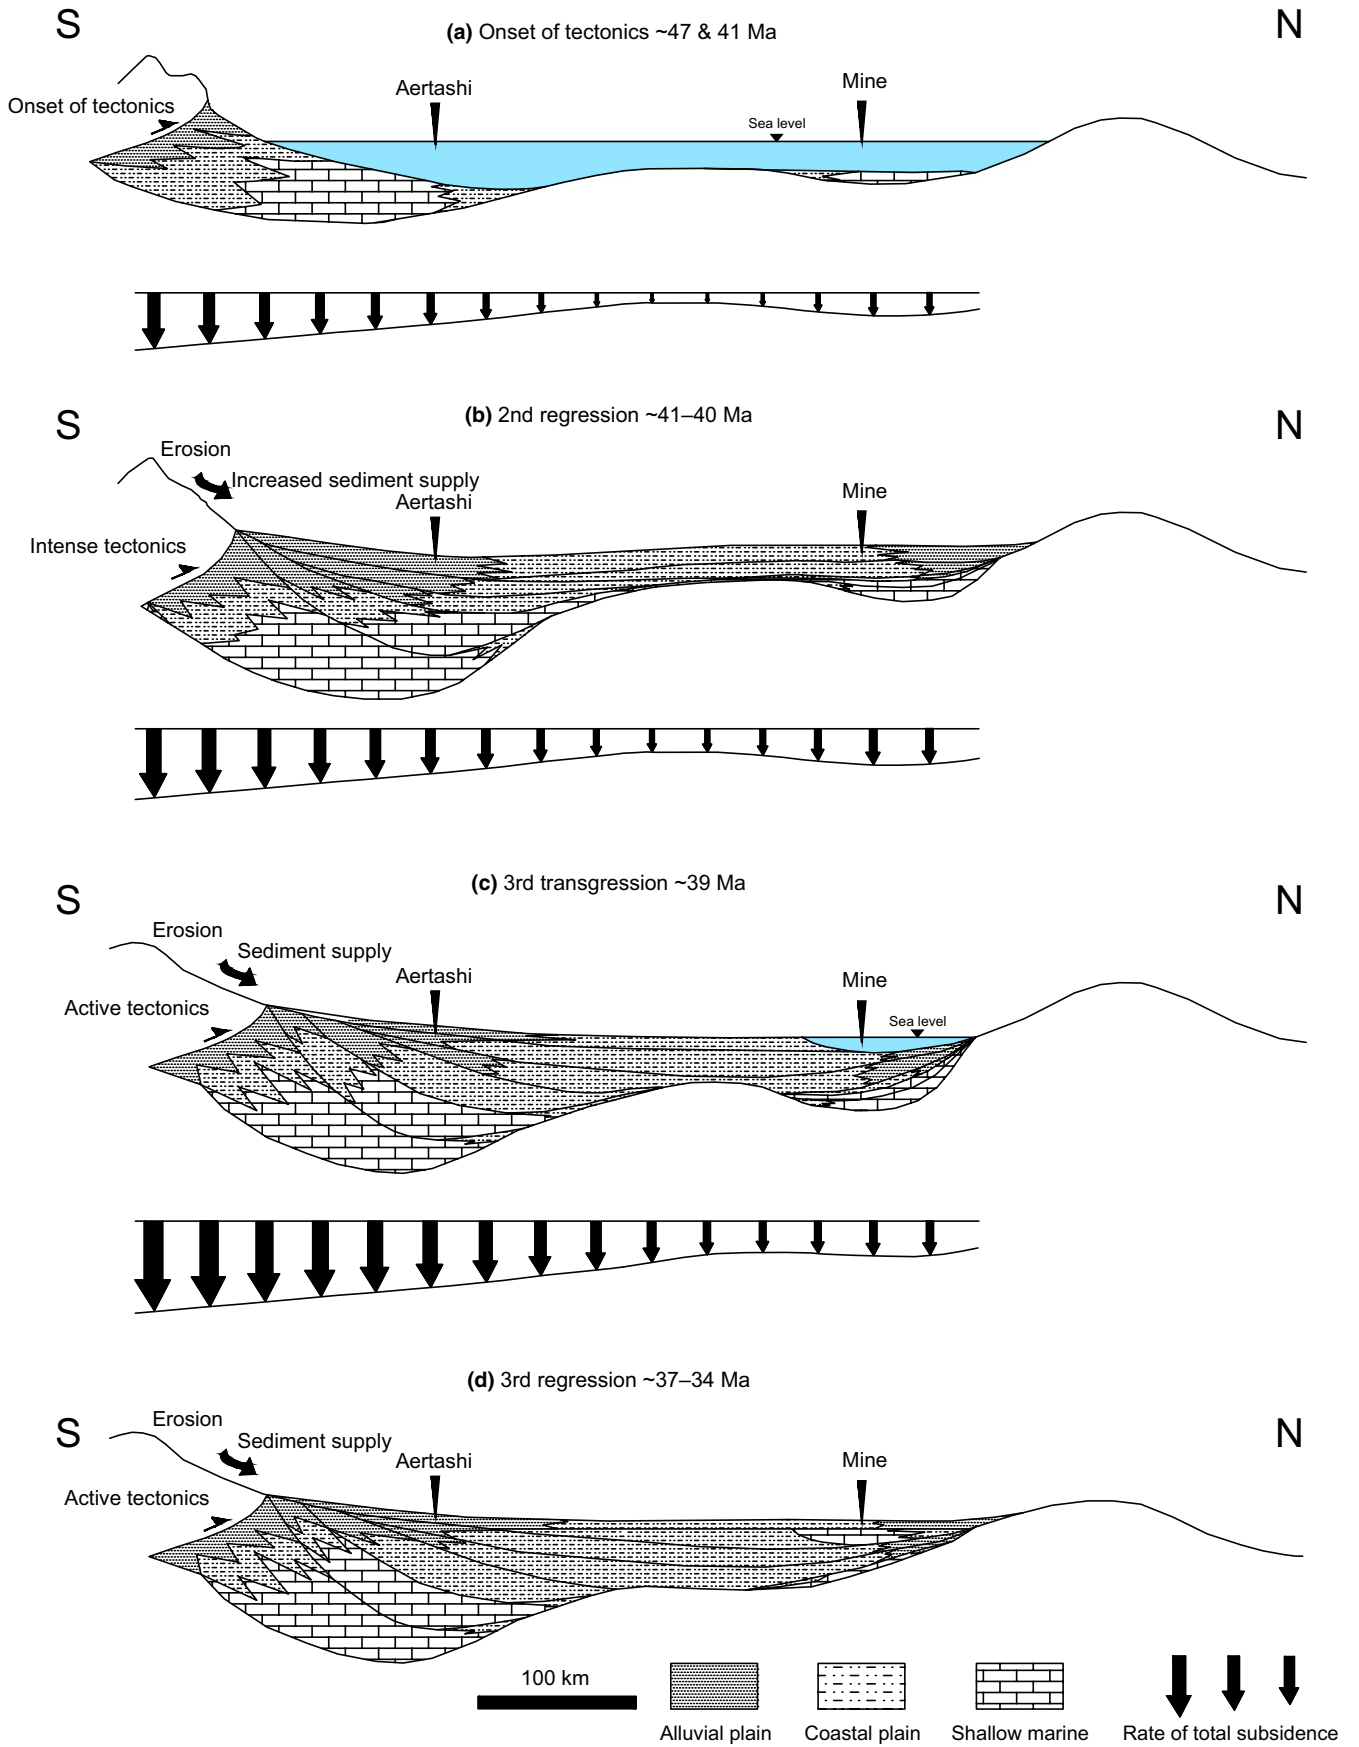 S
(a) Onset of tectonics ~47 & 41 Ma
N
Aertashi
Mine
Onset of tectonics
Sea level
S
(b) 2nd regression ~41–40 Ma
N
Erosion
Increased sediment supply
Aertashi
Mine
Intense tectonics
S
(c) 3rd transgression ~39 Ma
N
Erosion
Sediment supply
Aertashi
Mine
Active tectonics
Sea level
S
(d) 3rd regression ~37–34 Ma
N
Erosion
Sediment supply
Aertashi
Mine
Active tectonics
100 km
Alluvial plain
Coastal plain
Shallow marine
Rate of total subsidence